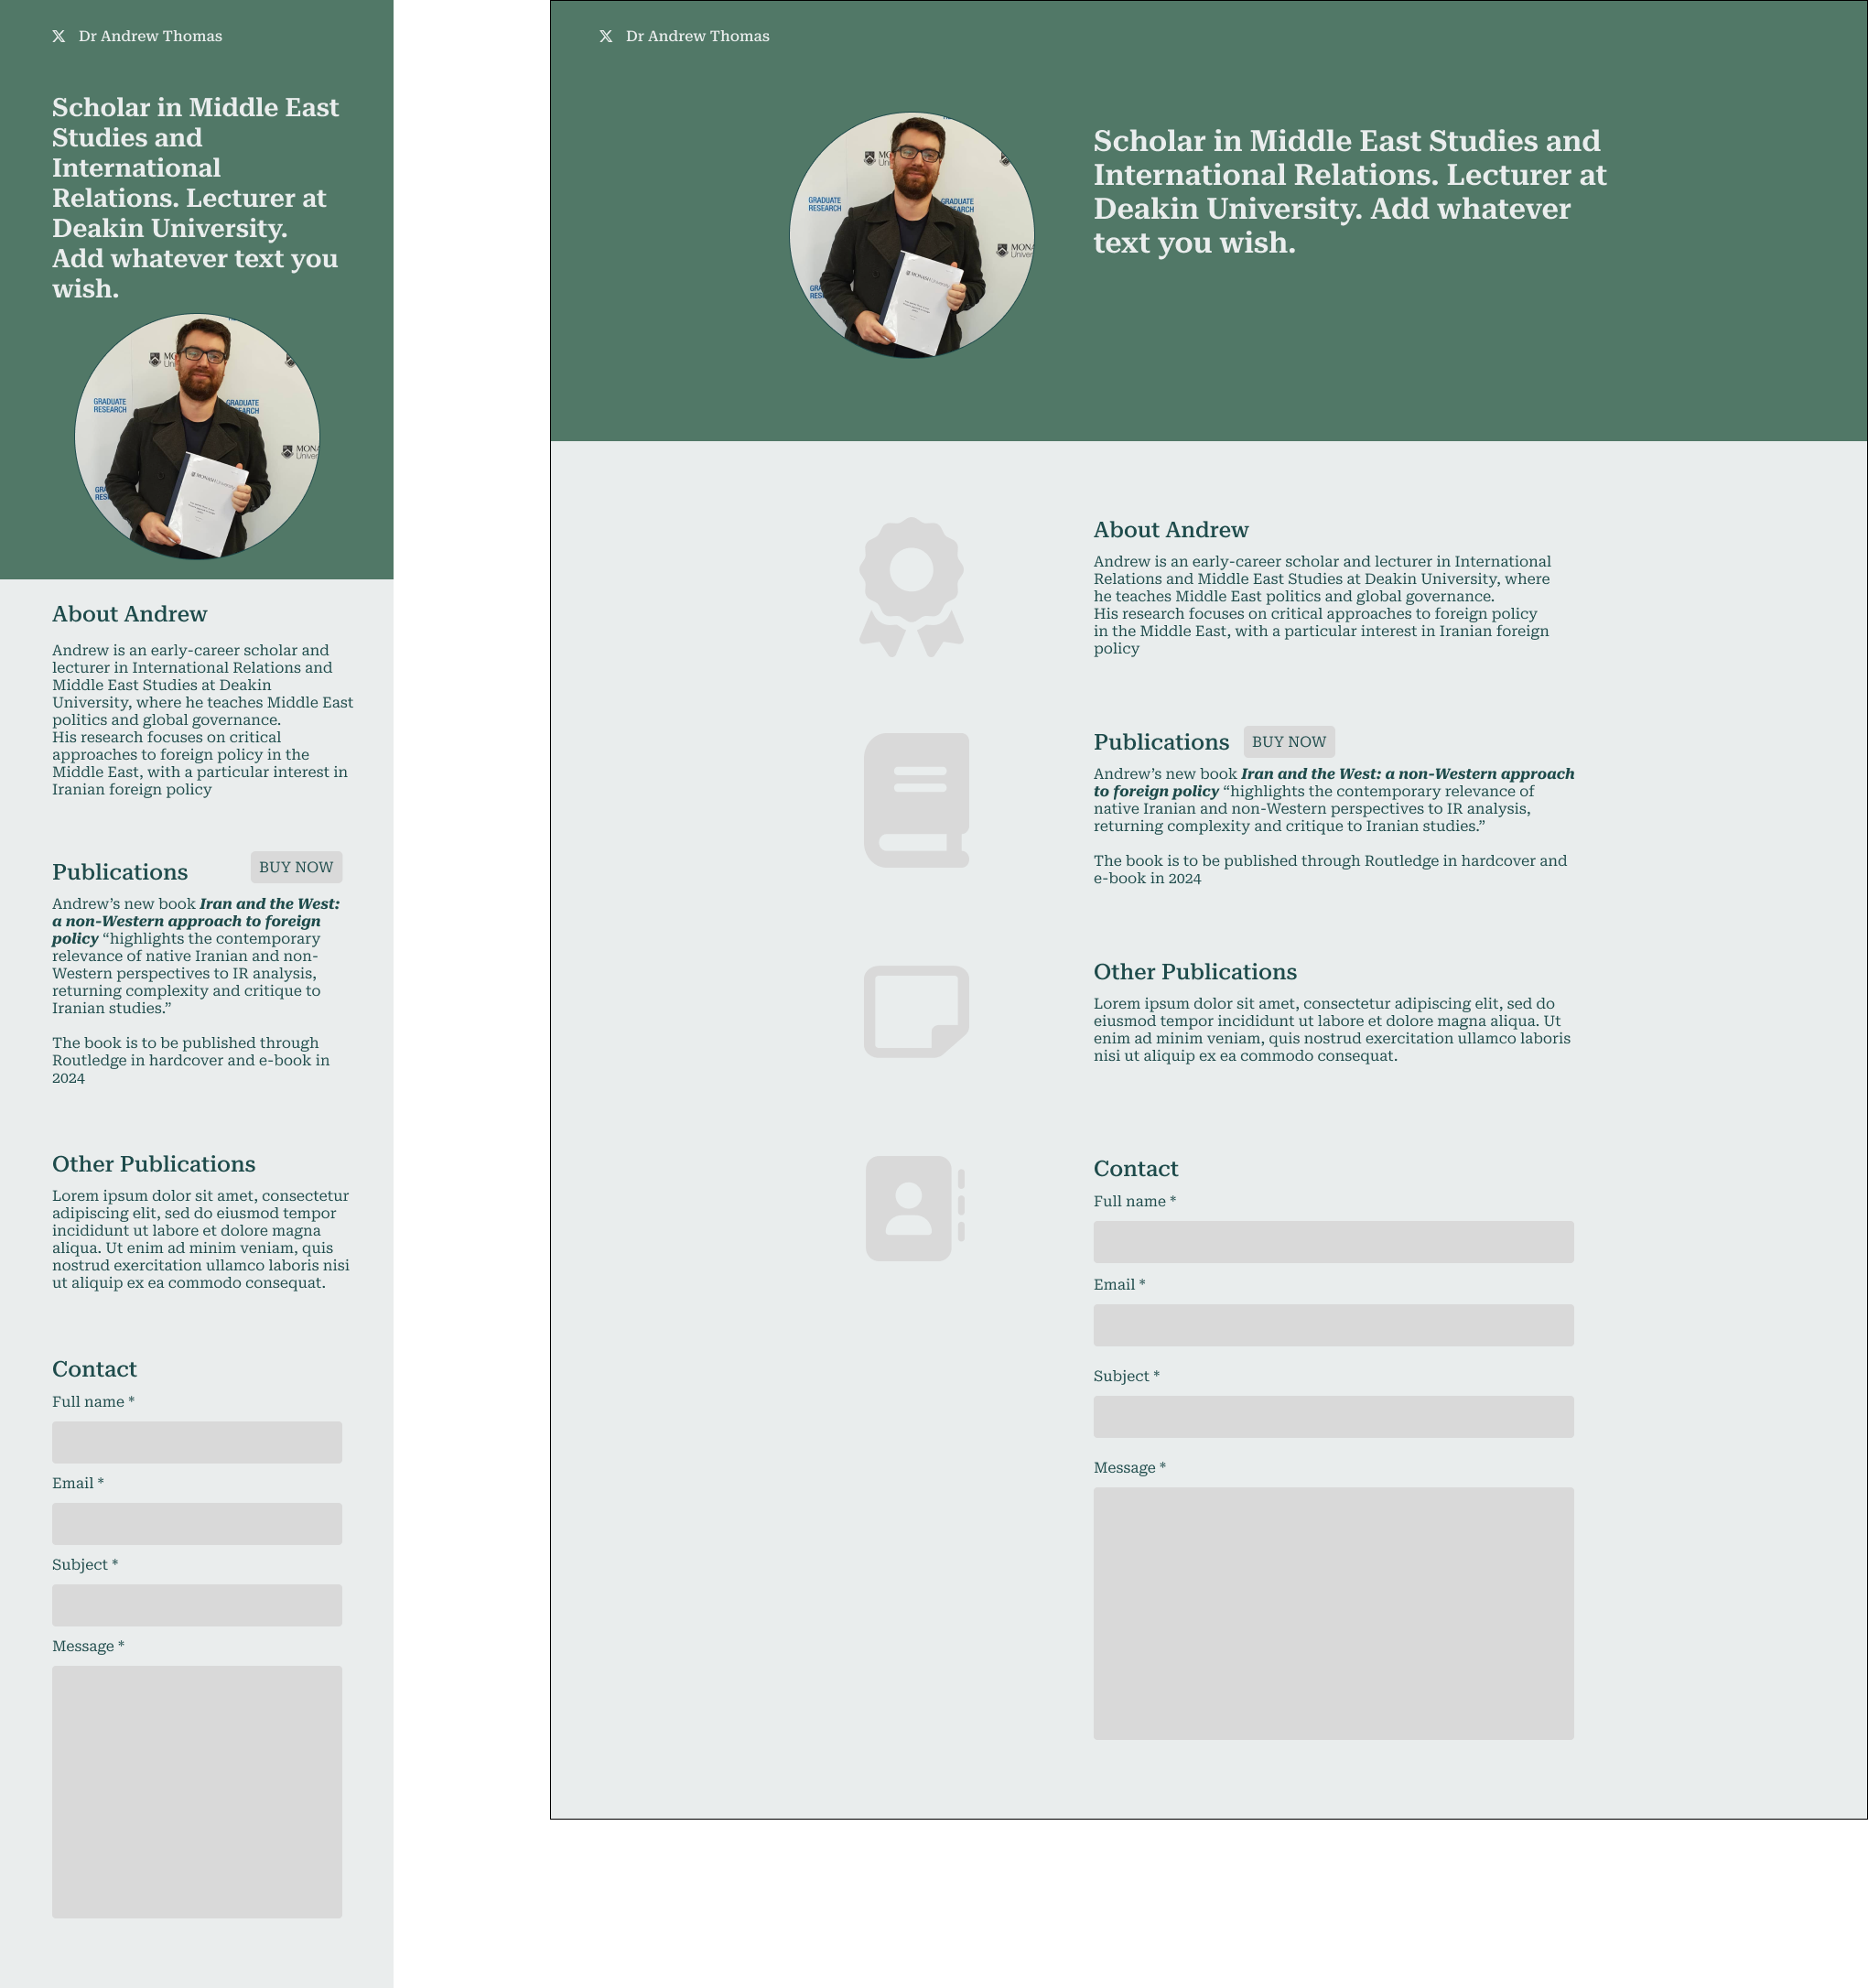 Dr Andrew Thomas
Scholar in Middle East
Studies and
International
Relations. Lecturer at
Deakin University.
Add whatever text you
wish.
GRADUATE
RESEARCH
GRADUATE
About Andrew
Andrew is an early-career scholar and
lecturer in International Relations and
Middle East Studies at Deakin
University, where he teaches Middle East
politics and global governance.
His research focuses on critical
approaches to foreign policy in the
Middle East, with a particular interest in
Iranian foreign policy
Publications
BUY NOW
Andrew’s new book Iran and the West:
a non-Western approach to foreign
policy “highlights the contemporary
relevance of native Iranian and non-
Western perspectives to IR analysis,
returning complexity and critique to
Iranian studies.”
The book is to be published through
Routledge in hardcover and e-book in
2024
Other Publications
Lorem ipsum dolor sit amet, consectetur
adipiscing elit, sed do eiusmod tempor
incididunt ut labore et dolore magna
aliqua. Ut enim ad minim veniam, quis
nostrud exercitation ullamco laboris nisi
ut aliquip ex ea commodo consequat.
Contact
Full name *
Email *
Subject *
Message *
Dr Andrew Thomas
GRADUATE
RESEARCH
GRADUATE
Scholar in Middle East Studies and
International Relations. Lecturer at
Deakin University. Add whatever
text you wish.
About Andrew
Andrew is an early-career scholar and lecturer in International
Relations and Middle East Studies at Deakin University, where
he teaches Middle East politics and global governance.
His research focuses on critical approaches to foreign policy
in the Middle East, with a particular interest in Iranian foreign
policy
Publications
BUY NOW
Andrew’s new book Iran and the West: a non-Western approach
to foreign policy “highlights the contemporary relevance of
native Iranian and non-Western perspectives to IR analysis,
returning complexity and critique to Iranian studies.”
The book is to be published through Routledge in hardcover and
e-book in 2024
Other Publications
Lorem ipsum dolor sit amet, consectetur adipiscing elit, sed do
eiusmod tempor incididunt ut labore et dolore magna aliqua. Ut
enim ad minim veniam, quis nostrud exercitation ullamco laboris
nisi ut aliquip ex ea commodo consequat.
Contact
Full name *
Email *
Subject *
Message *